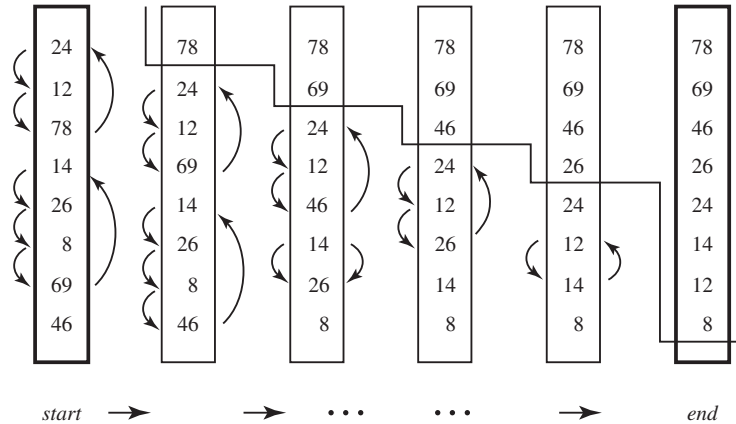 24 78 78 78 78 78
12 24 69 69 69 69
78 12 24 46 46 46
14 69 12 24 26 26
26 14 46 12 24 24
8 26 14 26 12 14
69 8 26 14 14 12
46 46 8 8 8 8
start ... ... end